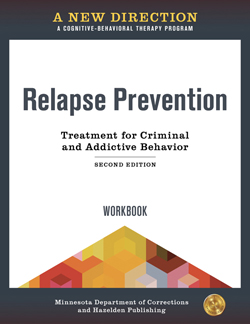 A NEW DIRECTION
A COGNITIVE-BEHAVIORAL THERAPY PROGRAM
Relapse Prevention
Treatment for Criminal
and Addictive Behavior
SECOND EDITION
WORKBOOK
Minnesota Department of Corrections
and Hazelden Publishing